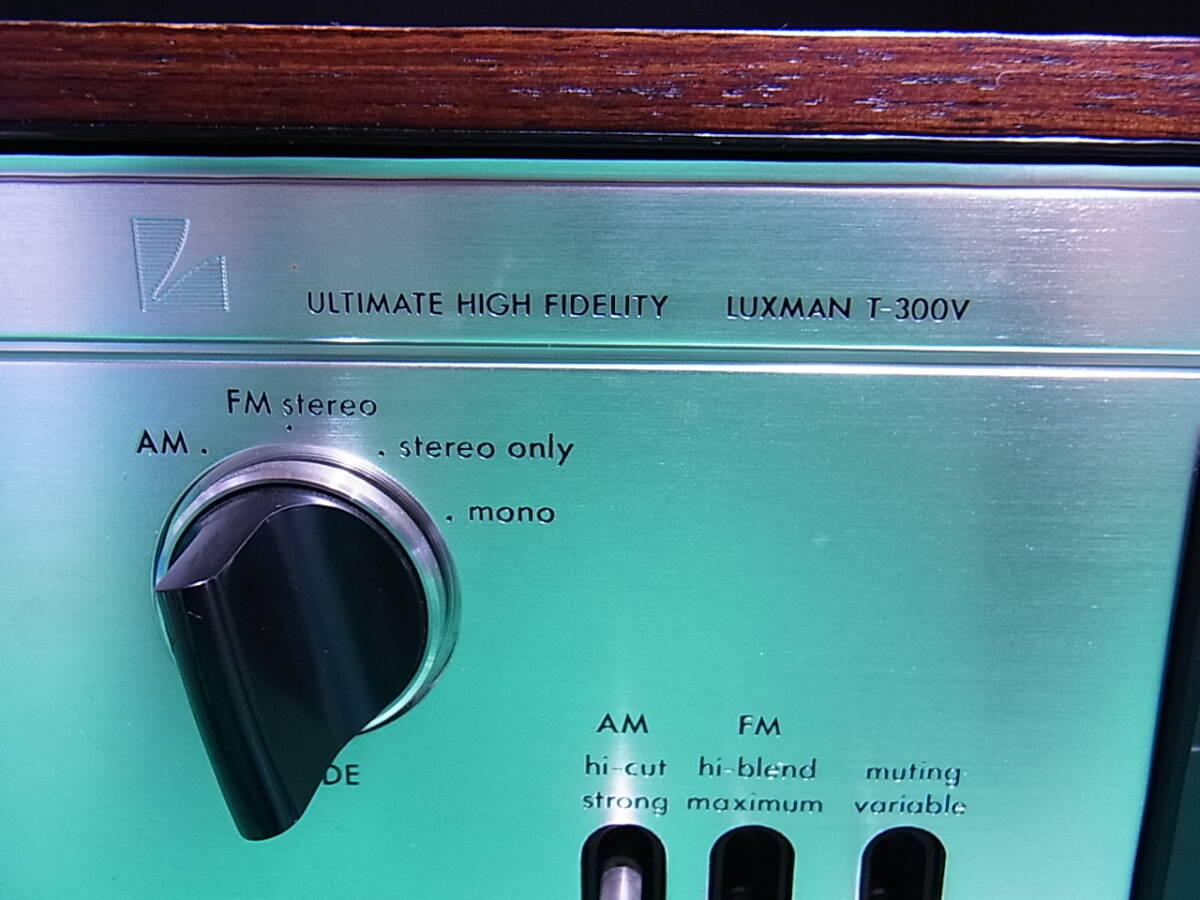 ULTIMATE HIGH FIDELITY LUXMAN T-300V
FM stereo
AM
stereo only
mono
AM FM
hi-cut hi-blend muting
strong maximum variable